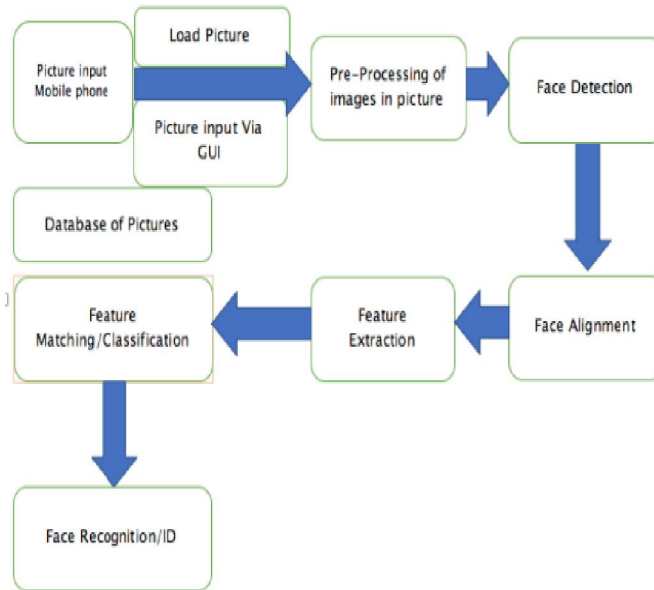 Load Picture
Picture input
Mobile phone
Picture input Via
GUI
Pre-Processing of
images in picture
Face Detection
Database of Pictures
Feature
Matching/Classification
Feature
Extraction
Face Alignment
Face Recognition/ID